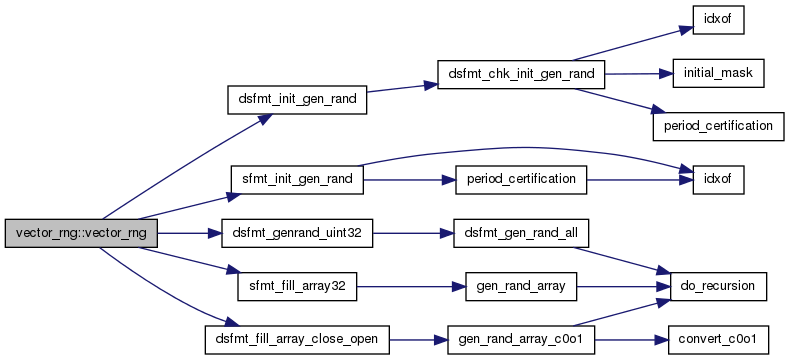 idxof
dsfmt_chk_init_gen_rand
initial_mask
dsfmt_init_gen_rand
period_certification
sfmt_init_gen_rand
period_certification
idxof
vector_rng::vector_rng
dsfmt_genrand_uint32
dsfmt_gen_rand_all
sfmt_fill_array32
gen_rand_array
do_recursion
dsfmt_fill_array_close_open
gen_rand_array_c0o1
convert_c0o1